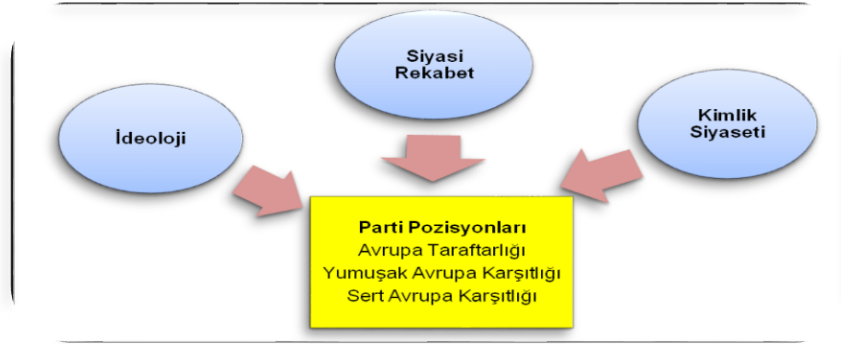 Siyasi
Rekabet
İdeoloji
Kimlik
Siyaseti
Parti Pozisyonları
Avrupa Taraftarlığı
Yumuşak Avrupa Karşıtlığı
Sert Avrupa Karşıtlığı